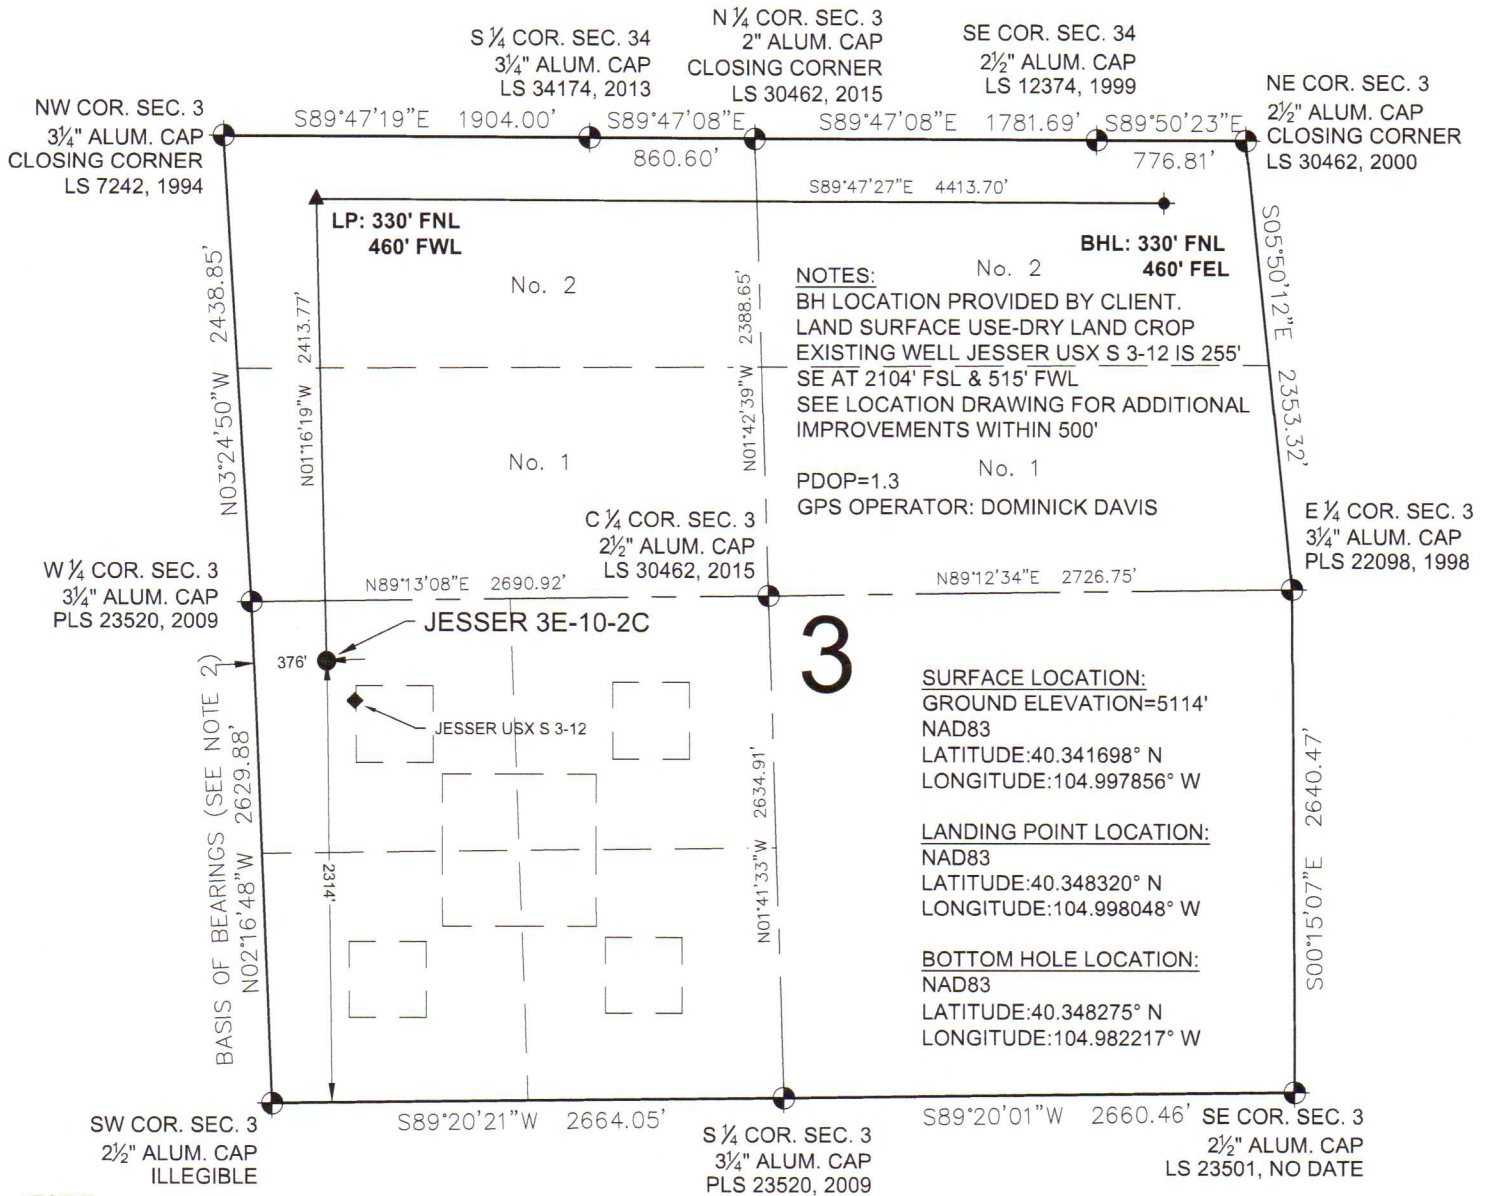 N ¼ COR. SEC. 3
2" ALUM. CAP
CLOSING CORNER
LS 30462, 2015
S ¼ COR. SEC. 34
3¼" ALUM. CAP
LS 34174, 2013
SE COR. SEC. 34
2½" ALUM. CAP
LS 12374, 1999
NE COR. SEC. 3
2½" ALUM. CAP
CLOSING CORNER
LS 30462, 2000
NW COR. SEC. 3
3¼" ALUM. CAP
CLOSING CORNER
LS 7242, 1994
S89°47'19"E 1904.00'
S89°47'08"E
860.60'
S89°47'08"E 1781.69'
S89°50'23"E
776.81'
S89°47'27"E 4413.70'
LP: 330' FNL
460' FWL
BHL: 330' FNL
460' FEL
No. 2
No. 2
NOTES:
BH LOCATION PROVIDED BY CLIENT.
LAND SURFACE USE-DRY LAND CROP
EXISTING WELL JESSER USX S 3-12 IS 255'
SE AT 2104' FSL & 515' FWL
SEE LOCATION DRAWING FOR ADDITIONAL
IMPROVEMENTS WITHIN 500'
PDOP=1.3
GPS OPERATOR: DOMINICK DAVIS
No. 1
No. 1
N03°24'50"W 2438.85'
N01°16'19"W 2413.77'
N01°42'39"W 2388.65'
S05°50'12"E 2353.32'
C ¼ COR. SEC. 3
2½" ALUM. CAP
LS 30462, 2015
E ¼ COR. SEC. 3
3¼" ALUM. CAP
PLS 22098, 1998
W ¼ COR. SEC. 3
3¼" ALUM. CAP
PLS 23520, 2009
N89°13'08"E 2690.92'
N89°12'34"E 2726.75'
JESSER 3E-10-2C
3
376'
JESSER USX S 3-12
SURFACE LOCATION:
GROUND ELEVATION=5114'
NAD83
LATITUDE:40.341698° N
LONGITUDE:104.997856° W
LANDING POINT LOCATION:
NAD83
LATITUDE:40.348320° N
LONGITUDE:104.998048° W
BOTTOM HOLE LOCATION:
NAD83
LATITUDE:40.348275° N
LONGITUDE:104.982217° W
BASIS OF BEARINGS (SEE NOTE 2)
N02°16'48"W 2629.88'
2314'
N01°41'33"W 2634.91'
S00°15'07"E 2640.47'
S89°20'21"W 2664.05'
S89°20'01"W 2660.46'
SW COR. SEC. 3
2½" ALUM. CAP
ILLEGIBLE
S ¼ COR. SEC. 3
3¼" ALUM. CAP
PLS 23520, 2009
SE COR. SEC. 3
2½" ALUM. CAP
LS 23501, NO DATE